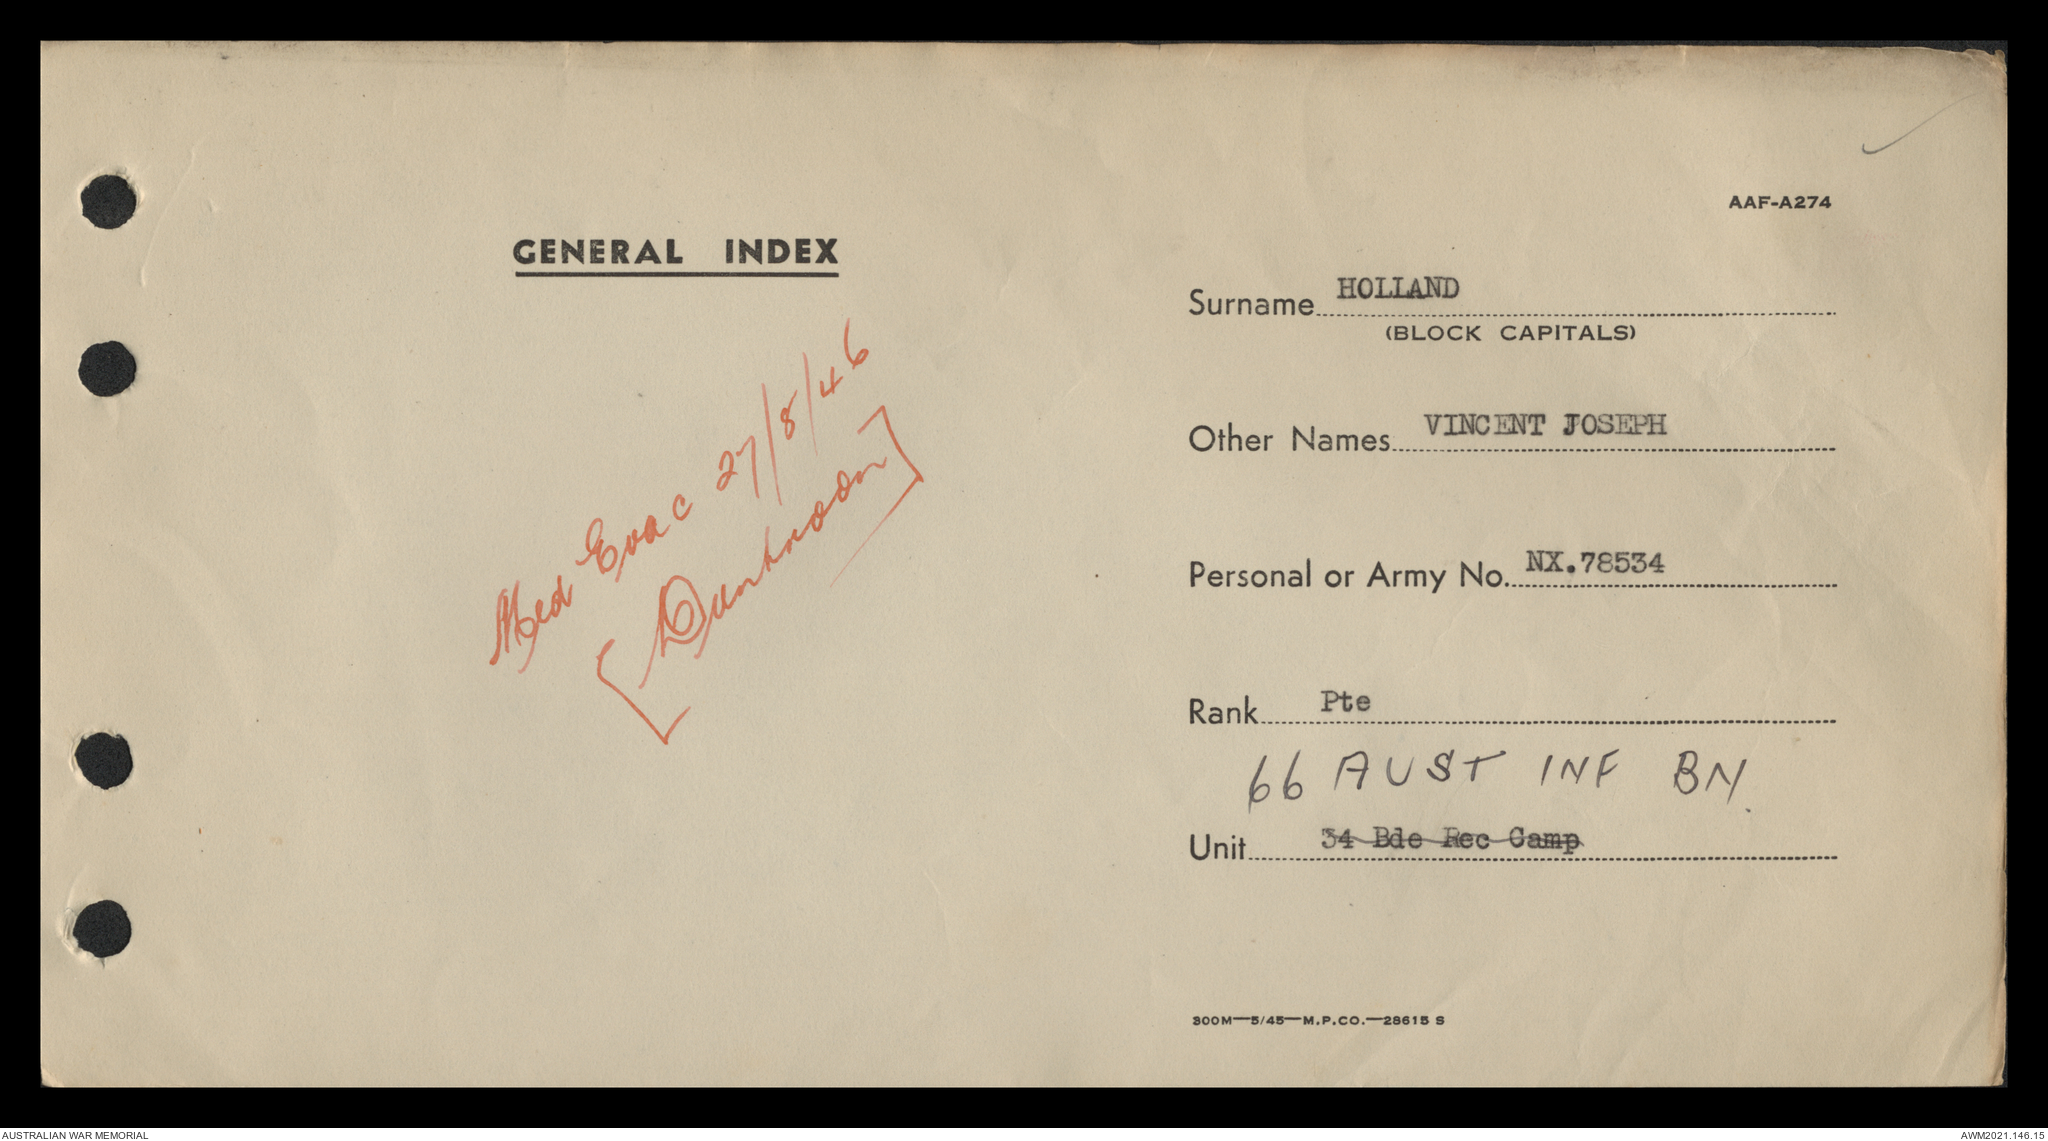 AAF-A274
GENERAL INDEX
Med Evac 27/8/46
[Duntroon]
Surname HOLLAND
(BLOCK CAPITALS)
Other Names VINCENT JOSEPH
Personal or Army No. NX.78534
Rank Pte
66 AUST INF BN.
Unit 34 Bde Rec Camp
300M—5/45—M.P.CO.—28615 S
AUSTRALIAN WAR MEMORIAL
AWM2021.146.15